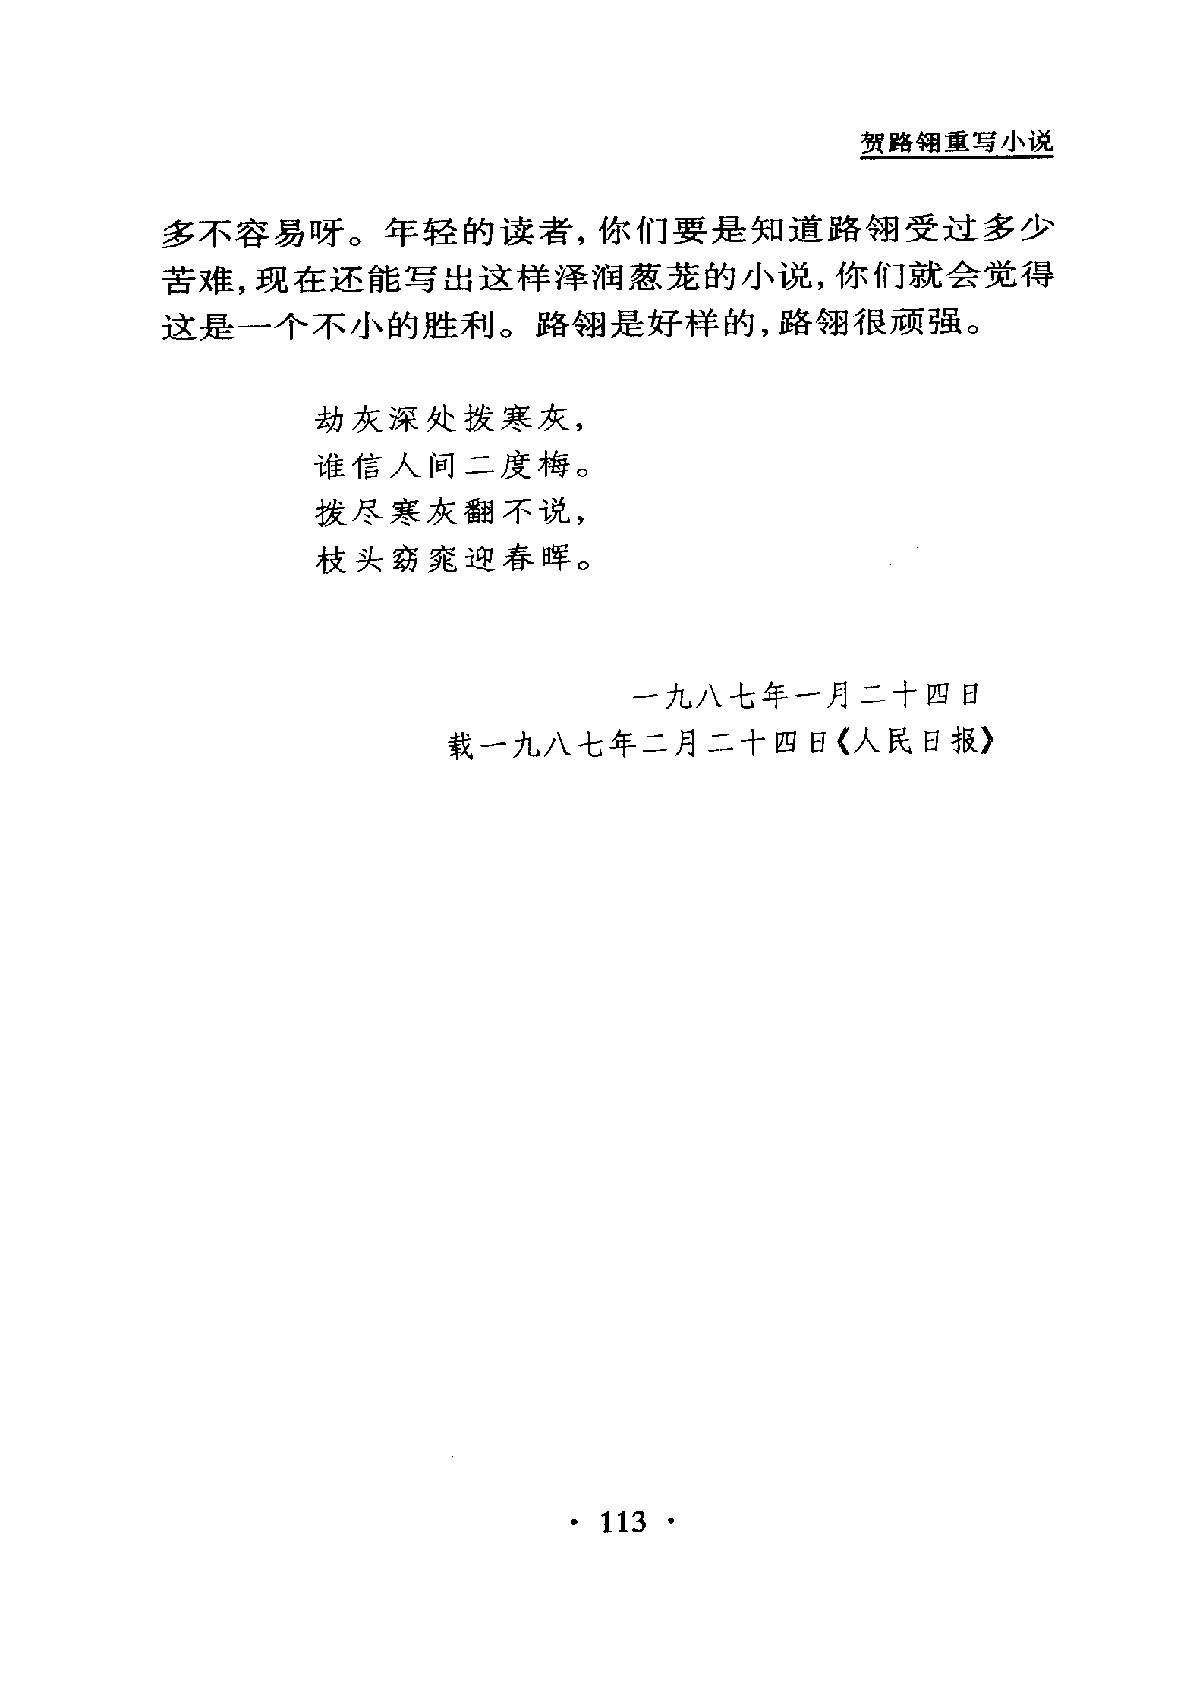 贺路翎重写小说
多不容易呀。年轻的读者,你们要是知道路翎受过多少
苦难,现在还能写出这样泽润葱茏的小说,你们就会觉得
这是一个不小的胜利。路翎是好样的,路翎很顽强。
劫灰深处拨寒灰,
谁信人间二度梅。
拨尽寒灰翻不说,
枝头窈窕迎春晖。
一九八七年一月二十四日
载一九八七年二月二十四日《人民日报》
· 113 ·